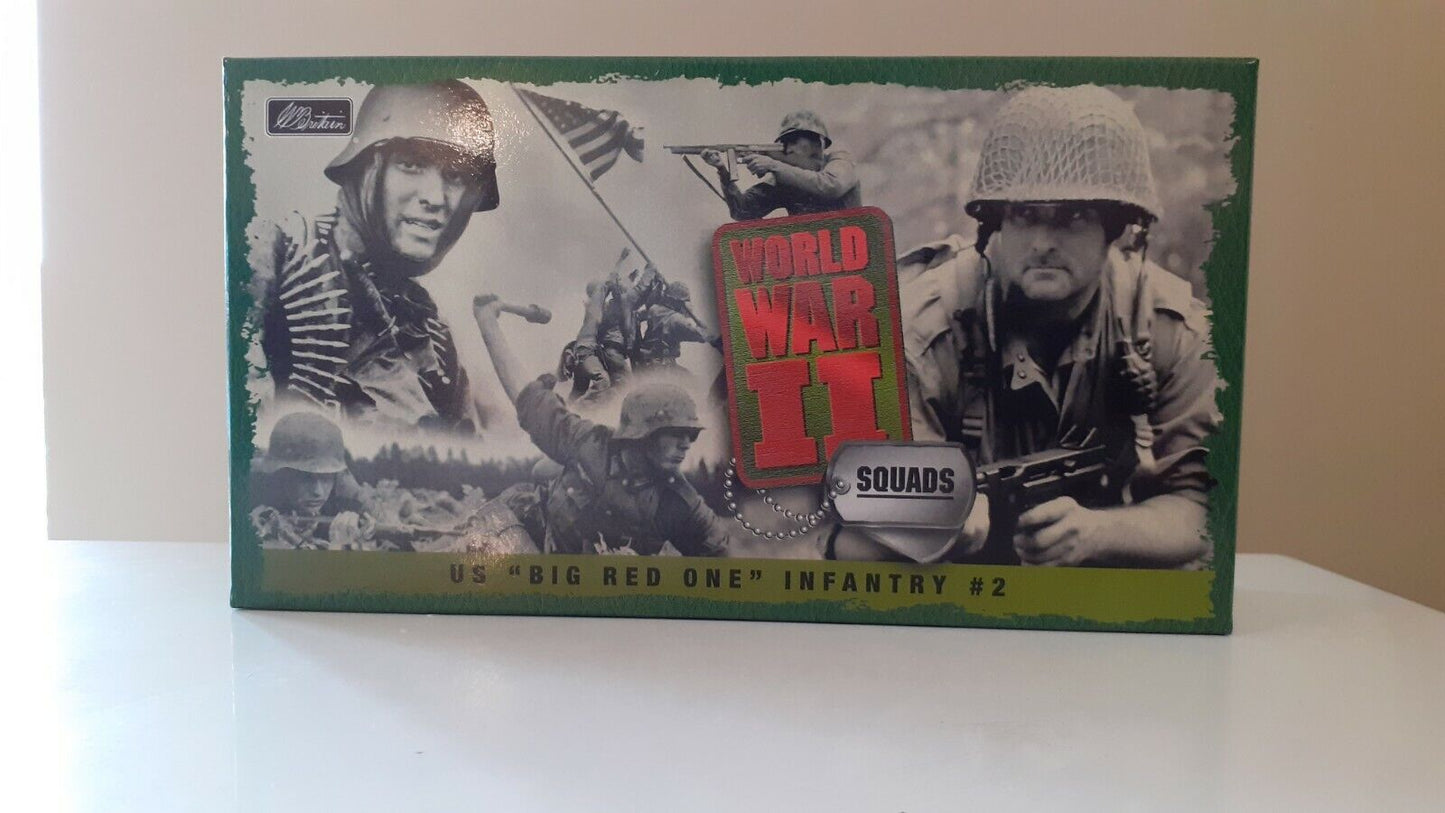 W Britain
WORLD
WAR
II
SQUADS
US "BIG RED ONE" INFANTRY #2